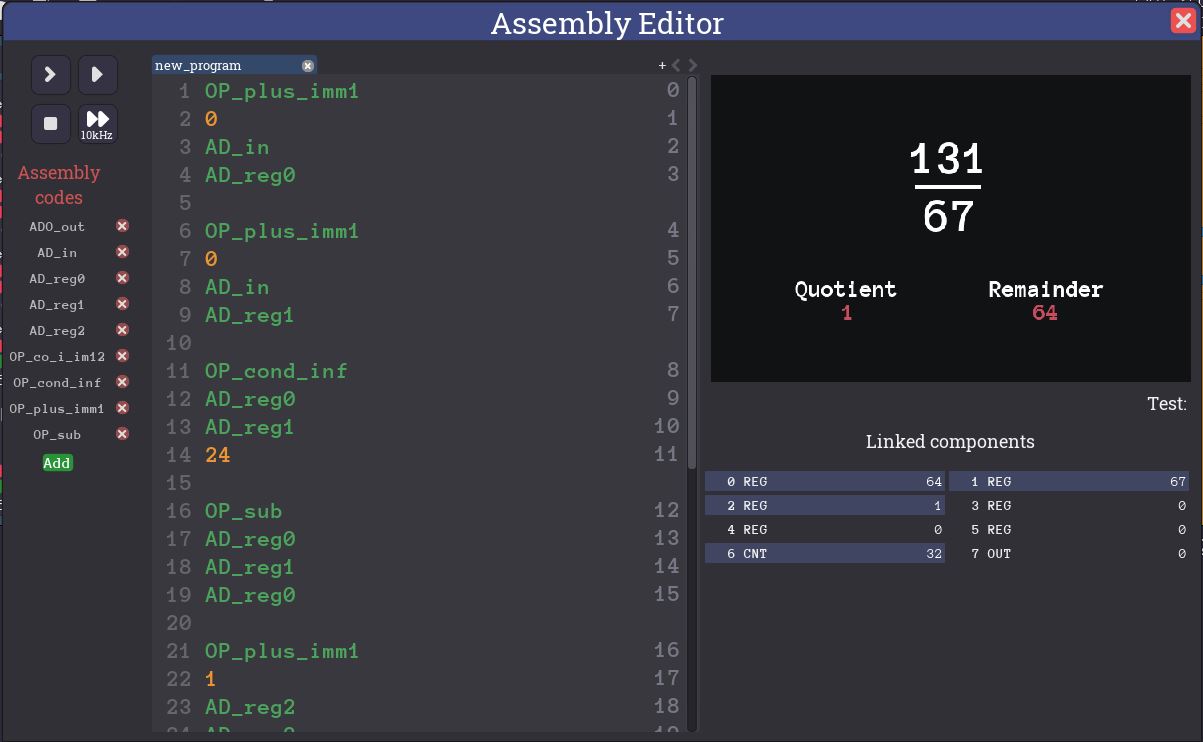 Assembly Editor
10kHz
Assembly
codes
ADO_out
AD_in
AD_reg0
AD_reg1
AD_reg2
OP_co_i_im12
OP_cond_inf
OP_plus_imm1
OP_sub
Add
new_program +
1 OP_plus_imm1 0
2 0 1
3 AD_in 2
4 AD_reg0 3
5
6 OP_plus_imm1 4
7 0 5
8 AD_in 6
9 AD_reg1 7
10
11 OP_cond_inf 8
12 AD_reg0 9
13 AD_reg1 10
14 24 11
15
16 OP_sub 12
17 AD_reg0 13
18 AD_reg1 14
19 AD_reg0 15
20
21 OP_plus_imm1 16
22 1 17
23 AD_reg2 18
131
67
Quotient Remainder
1 64
Test:
Linked components
0 REG 64 1 REG 67
2 REG 1 3 REG 0
4 REG 0 5 REG 0
6 CNT 32 7 OUT 0